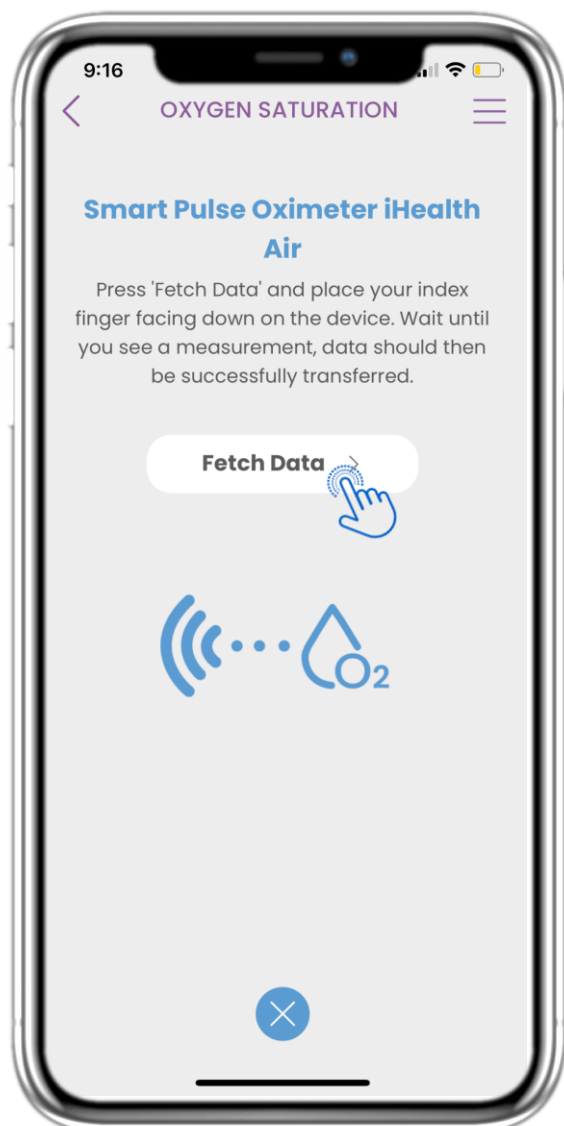 9:16
OXYGEN SATURATION
Smart Pulse Oximeter iHealth
Air
Press 'Fetch Data' and place your index
finger facing down on the device. Wait until
you see a measurement, data should then
be successfully transferred.
Fetch Data
O2